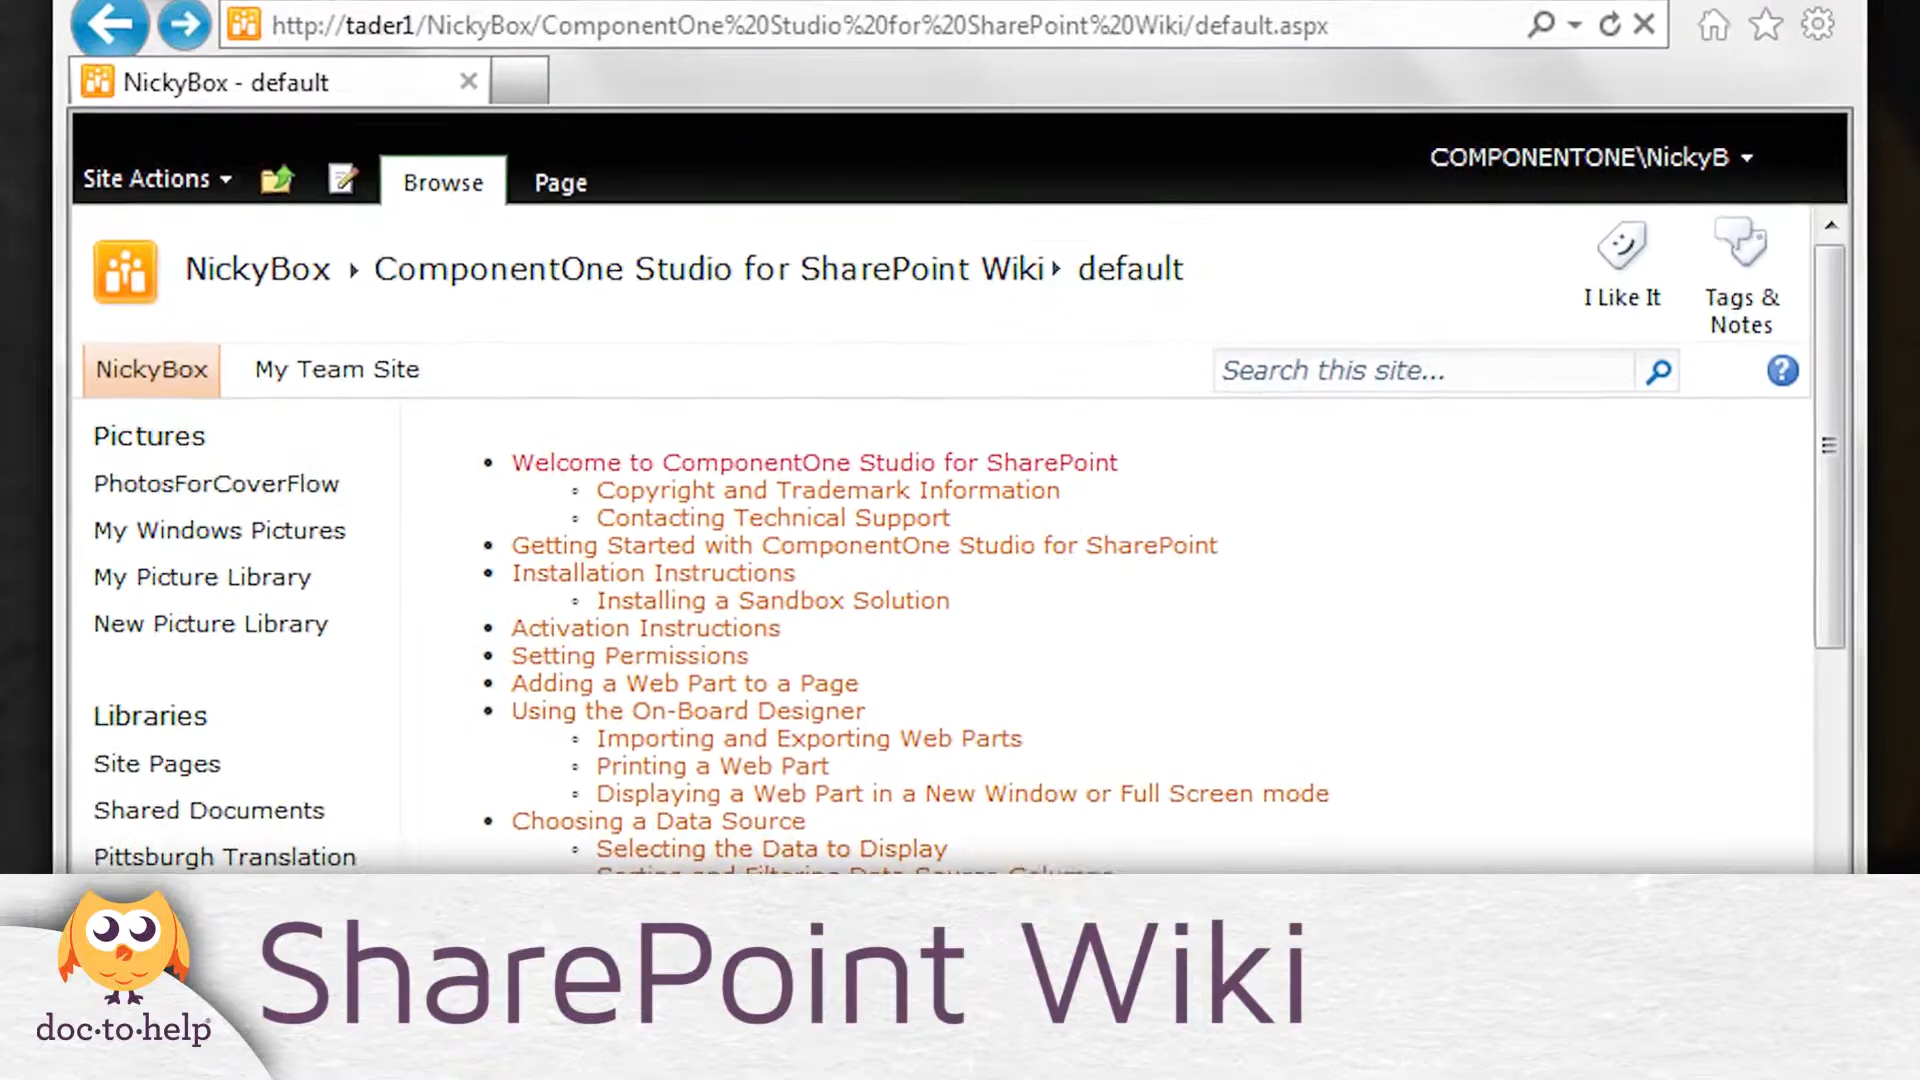 http://tader1/NickyBox/ComponentOne%20Studio%20for%20SharePoint%20Wiki/default.aspx
NickyBox - default
COMPONENTONE\NickyB
Site Actions
Browse
Page
NickyBox ▸ ComponentOne Studio for SharePoint Wiki ▸ default
I Like It
Tags & Notes
NickyBox
My Team Site
Search this site...
Pictures
PhotosForCoverFlow
My Windows Pictures
My Picture Library
New Picture Library
Libraries
Site Pages
Shared Documents
Pittsburgh Translation
Welcome to ComponentOne Studio for SharePoint
Copyright and Trademark Information
Contacting Technical Support
Getting Started with ComponentOne Studio for SharePoint
Installation Instructions
Installing a Sandbox Solution
Activation Instructions
Setting Permissions
Adding a Web Part to a Page
Using the On-Board Designer
Importing and Exporting Web Parts
Printing a Web Part
Displaying a Web Part in a New Window or Full Screen mode
Choosing a Data Source
Selecting the Data to Display
Sorting and Filtering Data Source Columns
doc·to·help
SharePoint Wiki